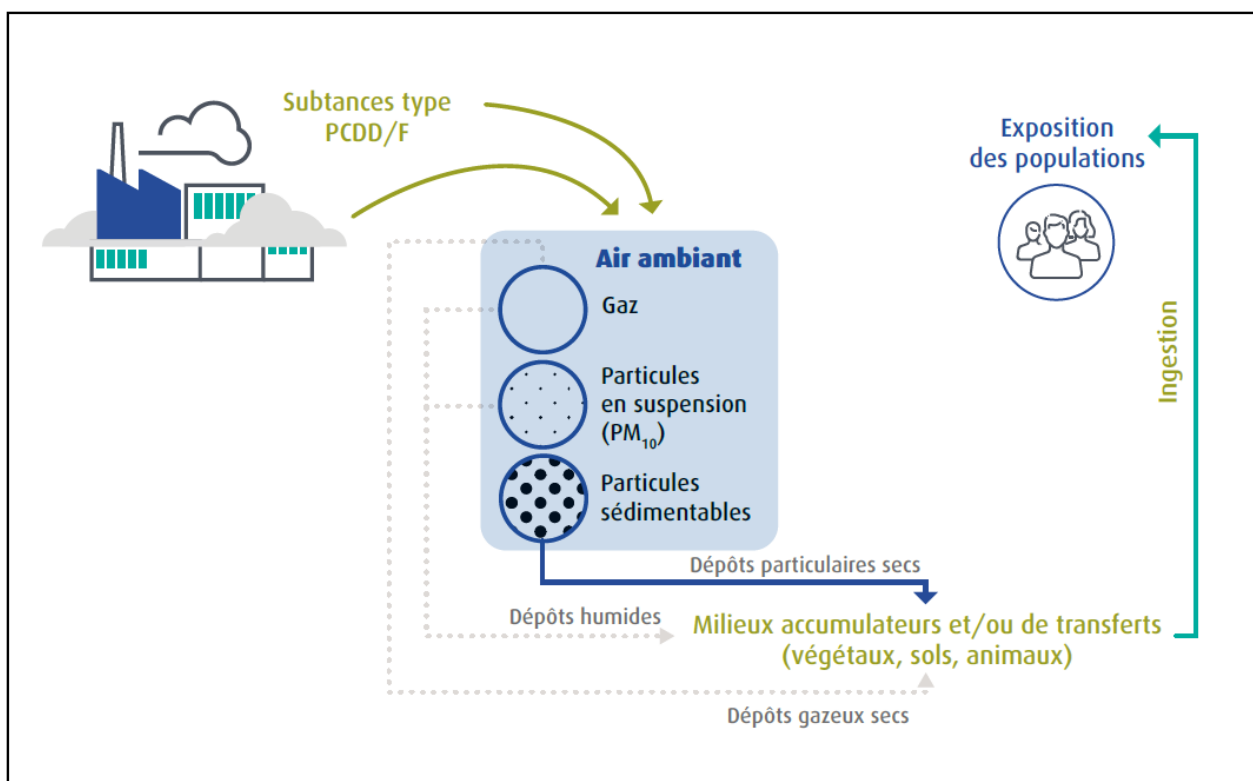 Subtances type
PCDD/F
Exposition
des populations
Air ambiant
Gaz
Particules
en suspension
(PM₁₀)
Particules
sédimentables
Ingestion
Dépôts particulaires secs
Dépôts humides
Milieux accumulateurs et/ou de transferts
(végétaux, sols, animaux)
Dépôts gazeux secs